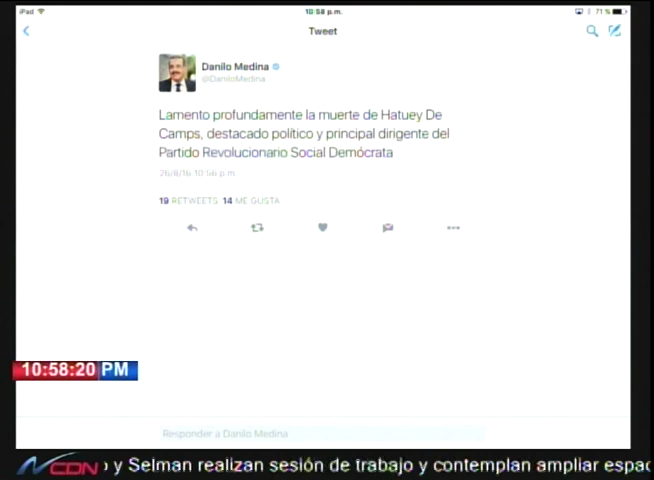 iPad
10:58 p.m.
71 %
Tweet
Danilo Medina
@DaniloMedina
Lamento profundamente la muerte de Hatuey De
Camps, destacado político y principal dirigente del
Partido Revolucionario Social Demócrata
26/8/16 10:56 p.m.
19 RETWEETS 14 ME GUSTA
10:58:20 PM
Responder a Danilo Medina
CDN
y Selman realizan sesión de trabajo y contemplan ampliar espac